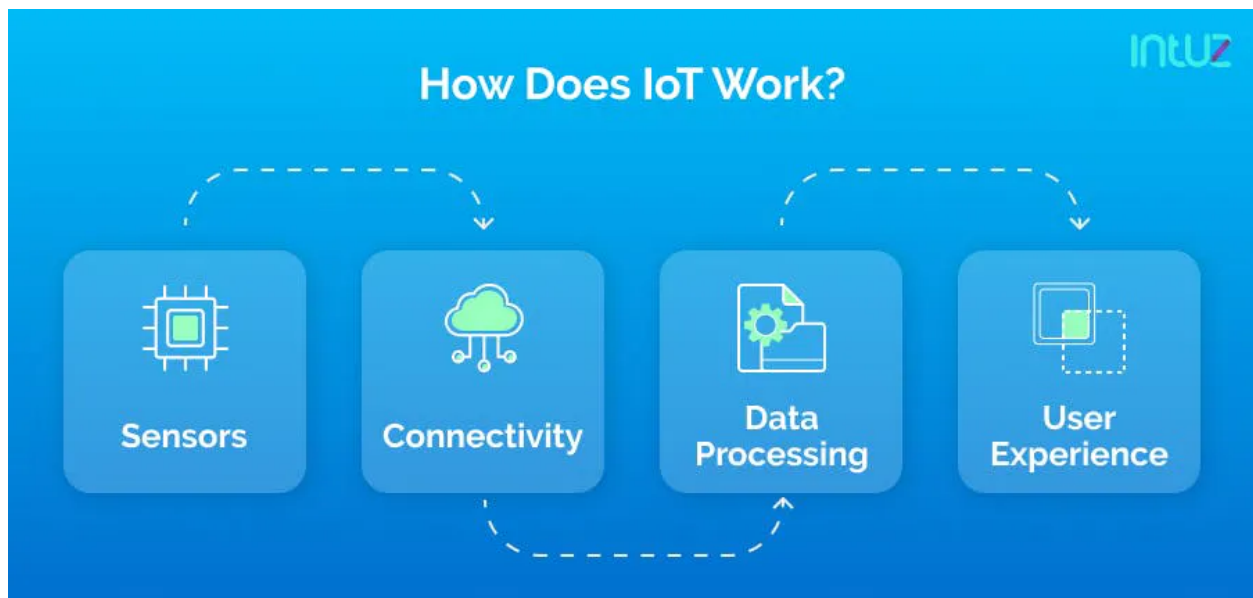 INtUZ
How Does IoT Work?
Sensors
Connectivity
Data
Processing
User
Experience